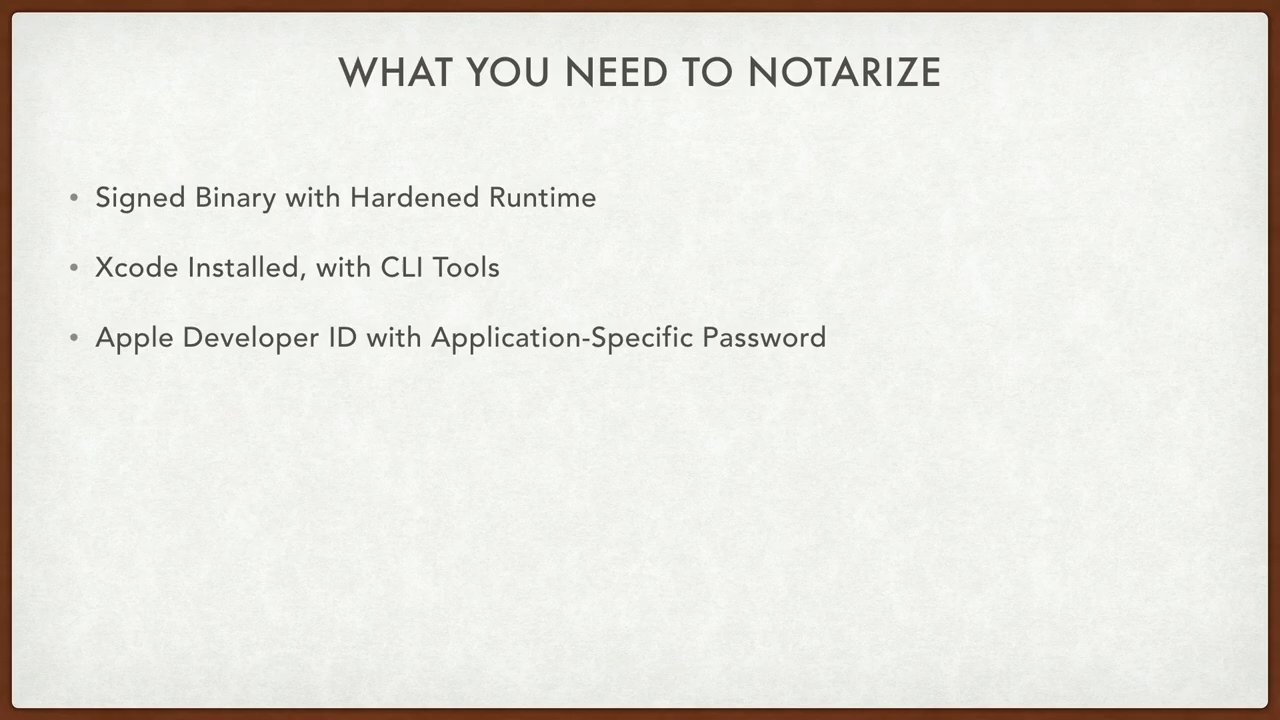 WHAT YOU NEED TO NOTARIZE
• Signed Binary with Hardened Runtime
• Xcode Installed, with CLI Tools
• Apple Developer ID with Application-Specific Password